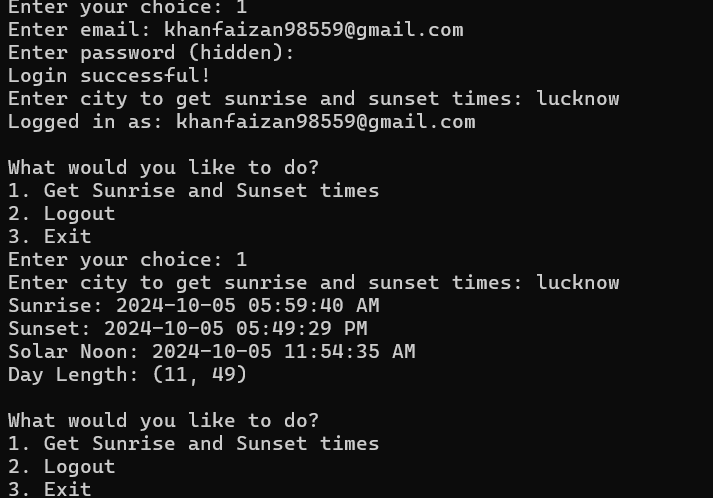 Enter your choice: 1
Enter email: khanfaizan98559@gmail.com
Enter password (hidden):
Login successful!
Enter city to get sunrise and sunset times: lucknow
Logged in as: khanfaizan98559@gmail.com
What would you like to do?
1. Get Sunrise and Sunset times
2. Logout
3. Exit
Enter your choice: 1
Enter city to get sunrise and sunset times: lucknow
Sunrise: 2024-10-05 05:59:40 AM
Sunset: 2024-10-05 05:49:29 PM
Solar Noon: 2024-10-05 11:54:35 AM
Day Length: (11, 49)
What would you like to do?
1. Get Sunrise and Sunset times
2. Logout
3. Exit